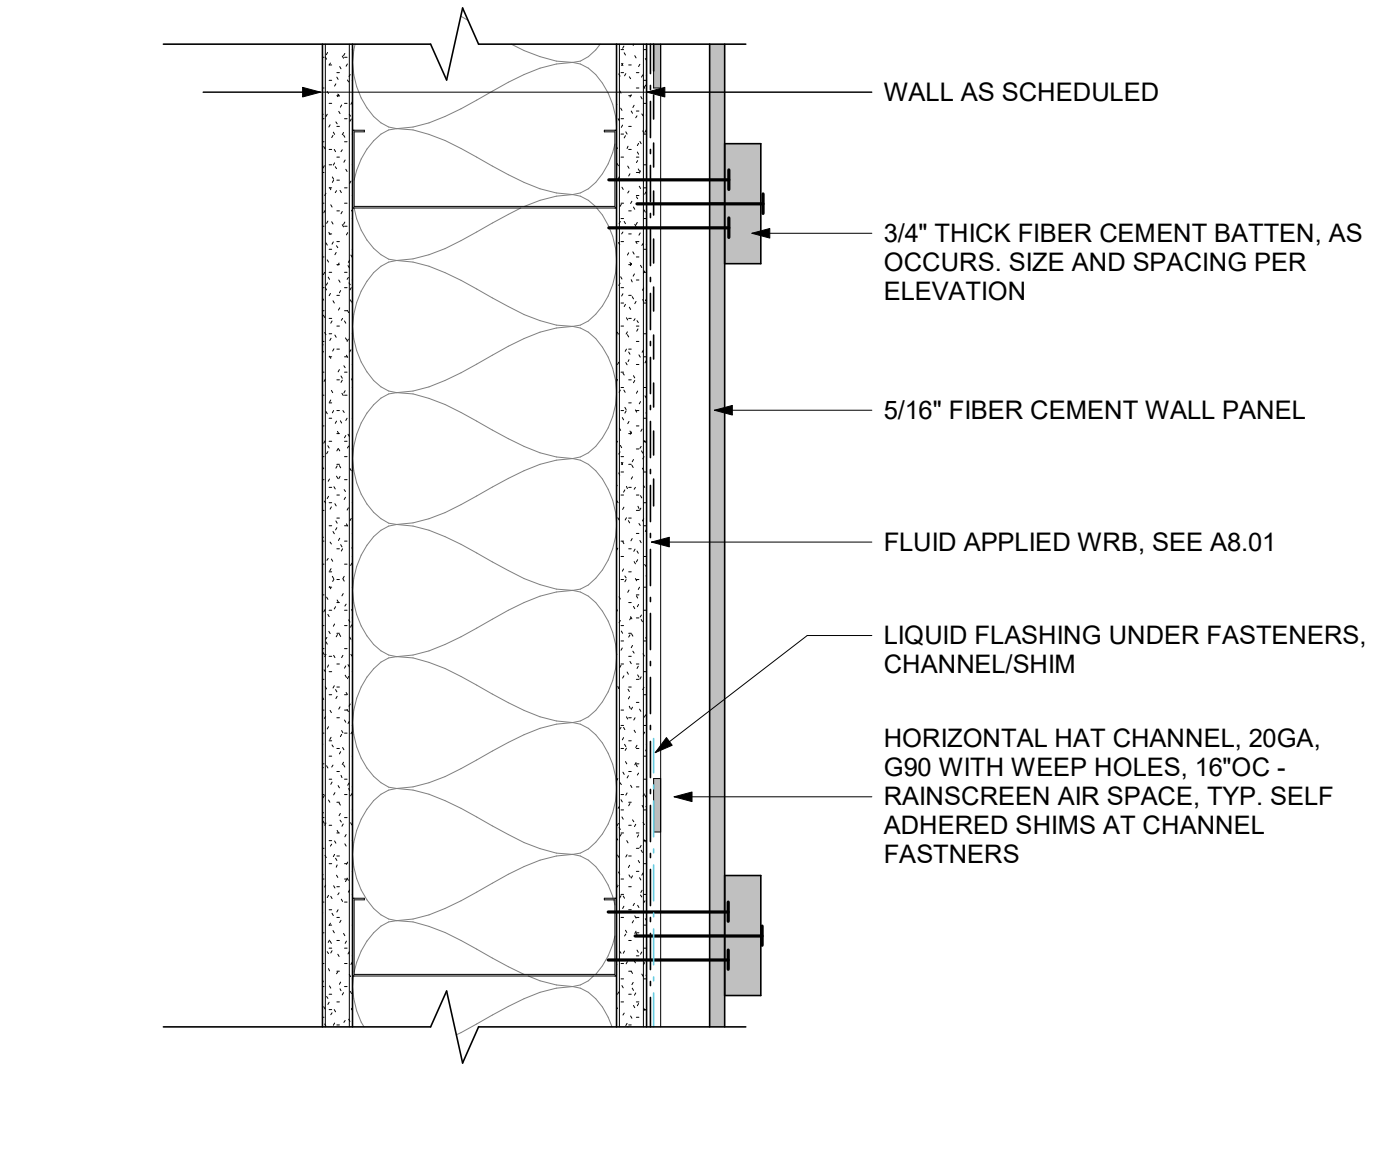 WALL AS SCHEDULED
3/4" THICK FIBER CEMENT BATTEN, AS
OCCURS. SIZE AND SPACING PER
ELEVATION
5/16" FIBER CEMENT WALL PANEL
FLUID APPLIED WRB, SEE A8.01
LIQUID FLASHING UNDER FASTENERS,
CHANNEL/SHIM
HORIZONTAL HAT CHANNEL, 20GA,
G90 WITH WEEP HOLES, 16"OC -
RAINSCREEN AIR SPACE, TYP. SELF
ADHERED SHIMS AT CHANNEL
FASTNERS